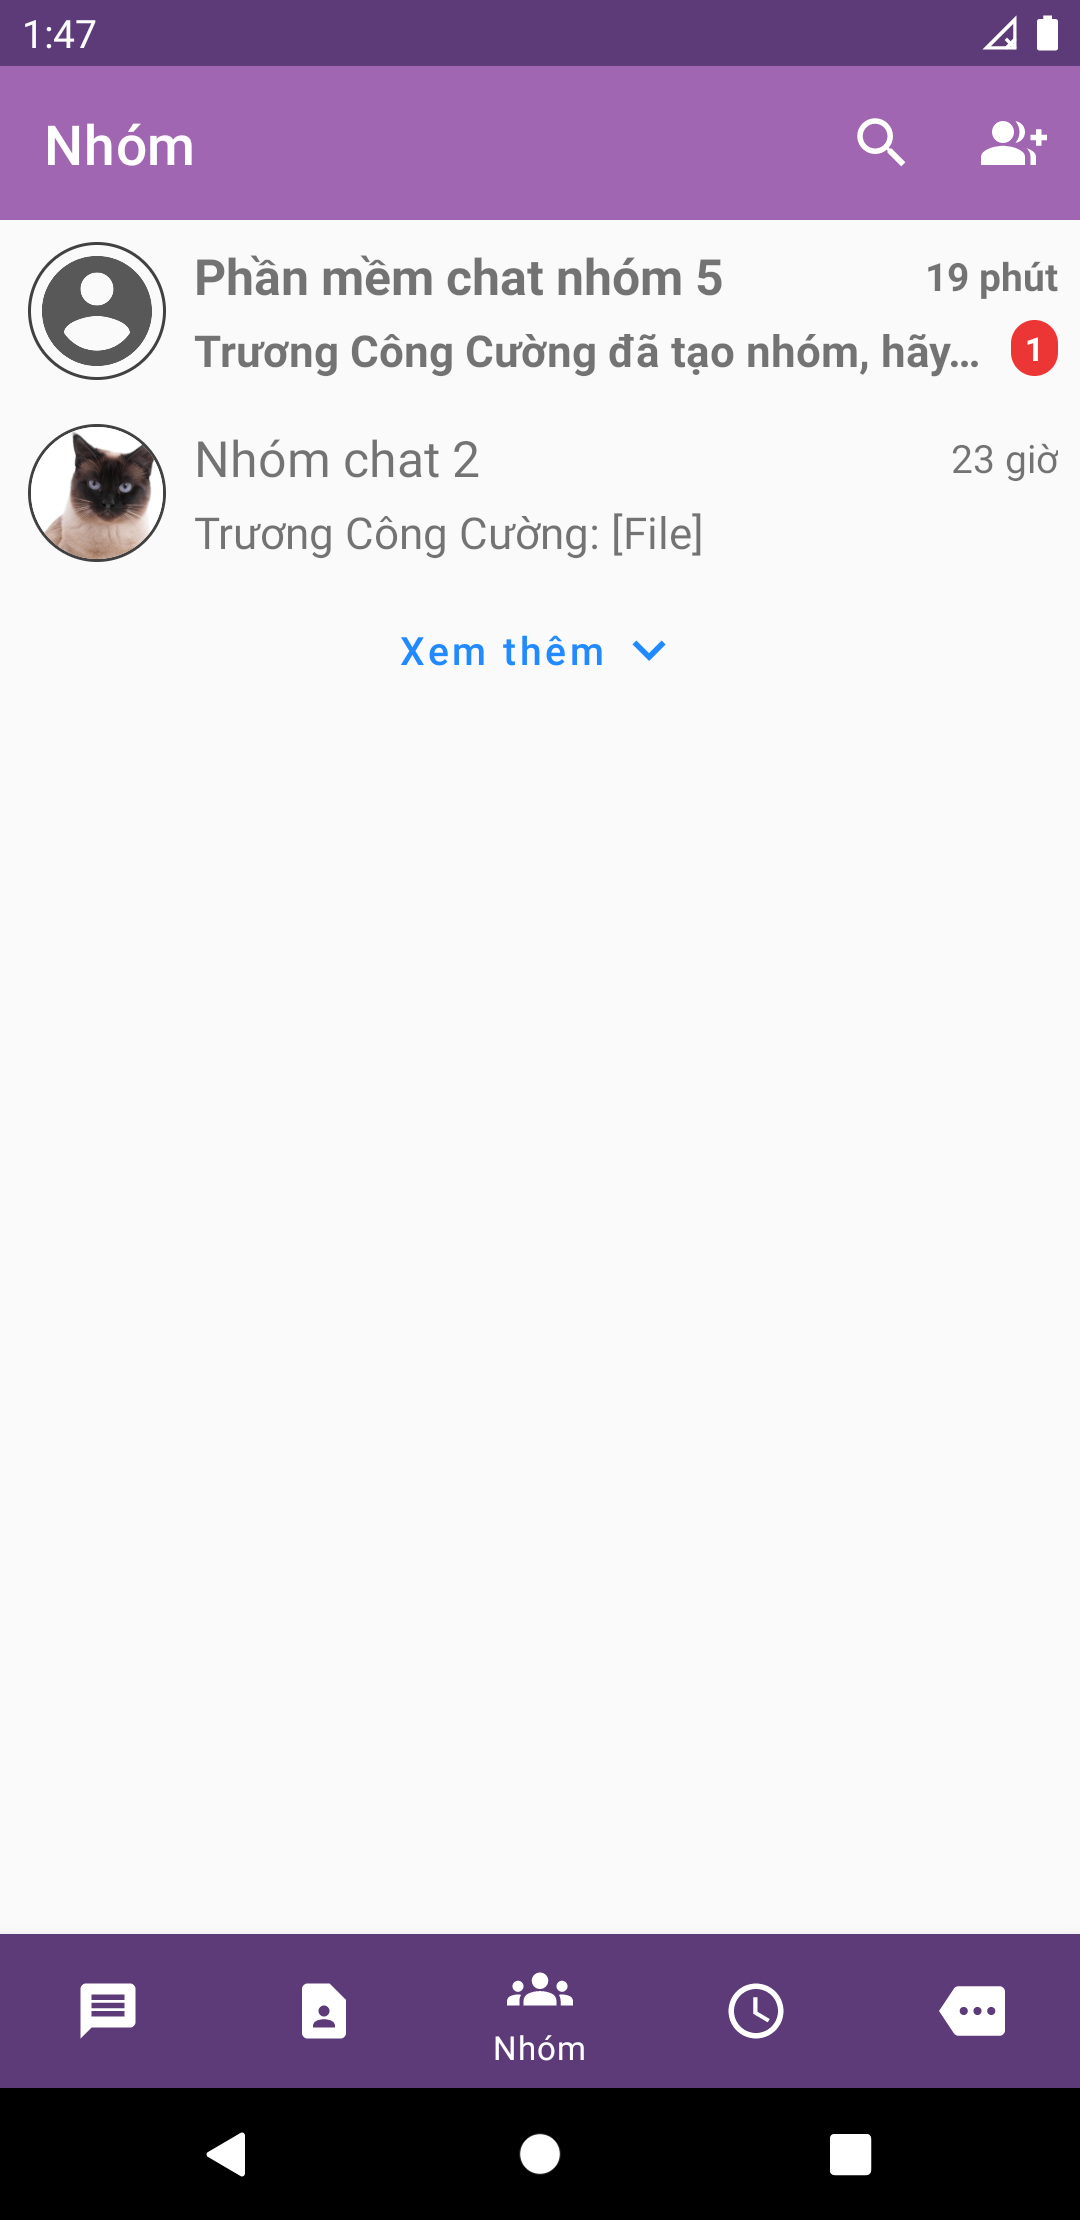 1:47
Nhóm
Phần mềm chat nhóm 5
19 phút
Trương Công Cường đã tạo nhóm, hãy...
1
Nhóm chat 2
23 giờ
Trương Công Cường: [File]
Xem thêm
Nhóm